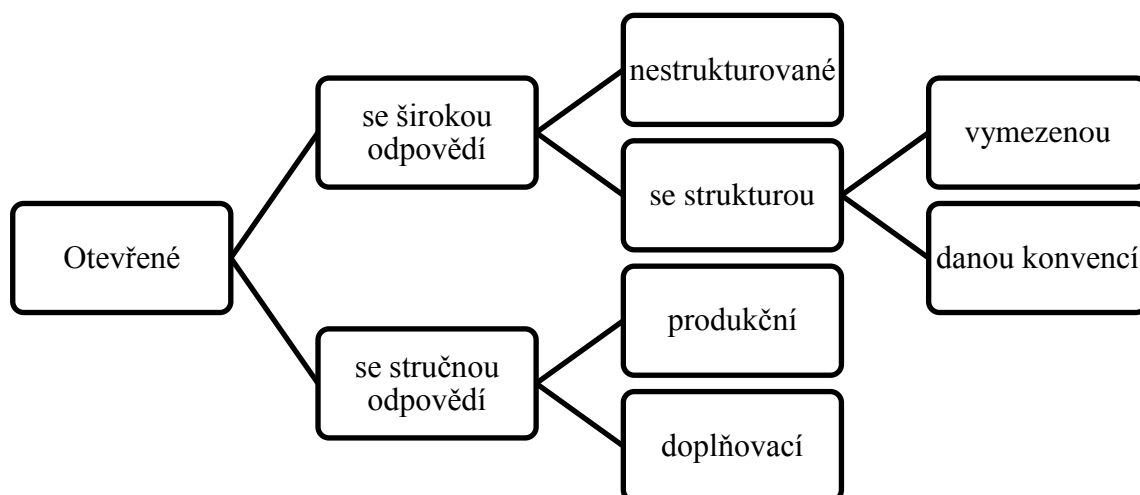 Otevřené
se širokou
odpovědí
nestrukturované
se strukturou
vymezenou
danou konvencí
se stručnou
odpovědí
produkční
doplňovací